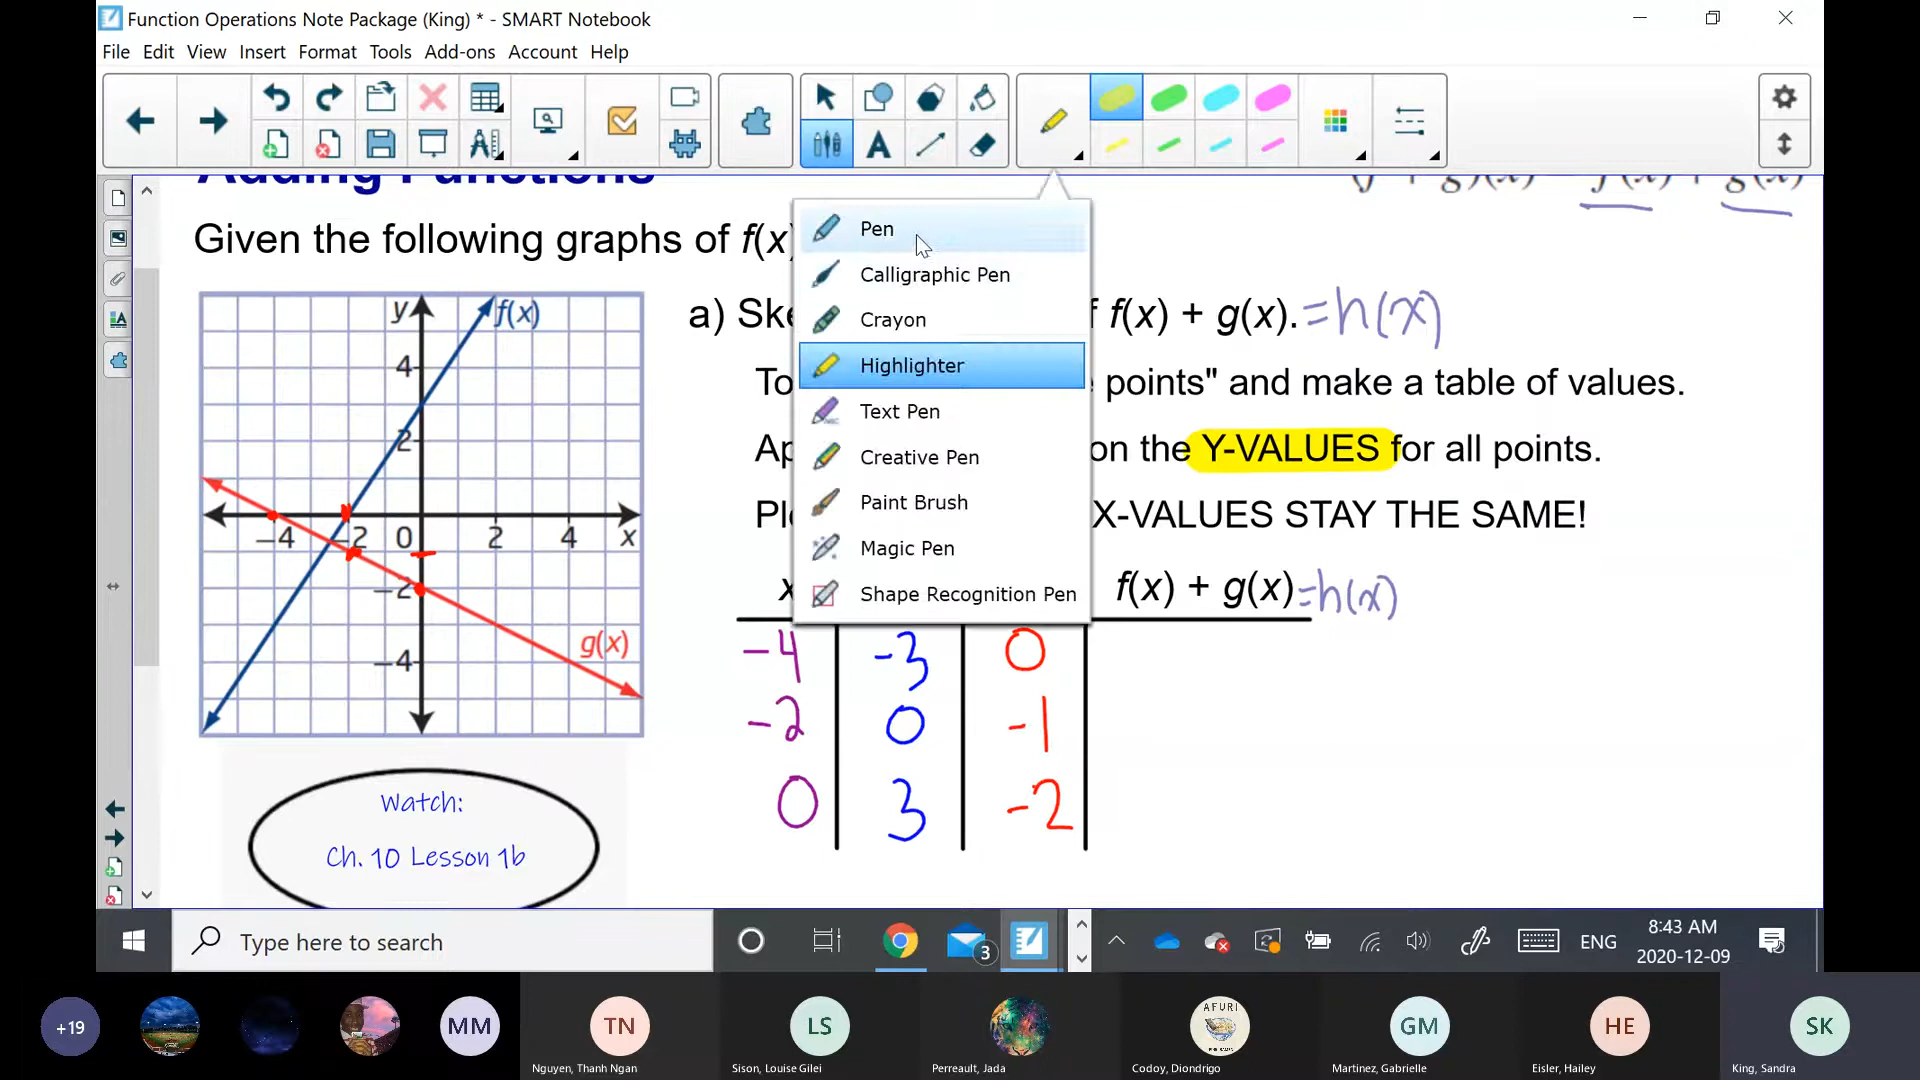 Function Operations Note Package (King) * - SMART Notebook
File Edit View Insert Format Tools Add-ons Help
Adding Functions
(f + g)(x) = f(x) + g(x)
Given the following graphs of f(x)
Pen
Calligraphic Pen
Crayon
Highlighter
Text Pen
Creative Pen
Paint Brush
Magic Pen
Shape Recognition Pen
y f(x)
4
2
-4 -2 0 2 4 x
-2
-4
g(x)
a) Ske f(x) + g(x). = h(x)
To points" and make a table of values.
Ap on the Y-VALUES for all points.
Ple X-VALUES STAY THE SAME!
x f(x) + g(x) = h(x)
-4 -3 0
-2 0 -1
0 3 -2
Watch:
Ch. 10 Lesson 1b
Type here to search
3
ENG
8:43 AM
2020-12-09
+19
MM
TN
LS
AFURI
GM
HE
SK
Nguyen, Thanh Ngan
Sison, Louise Gilei
Perreault, Jada
Codoy, Diondrigo
Martinez, Gabrielle
Eisler, Hailey
King, Sandra